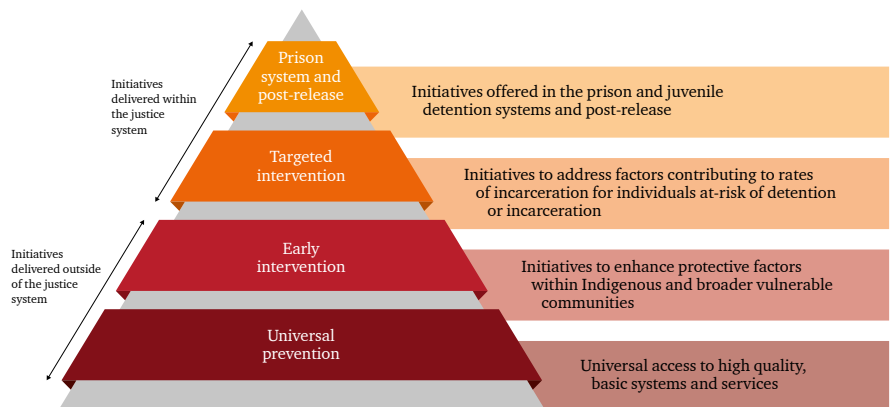 Prison
system and
post-release
Initiatives
delivered within
the justice
system
Initiatives offered in the prison and juvenile
detention systems and post-release
Targeted
intervention
Initiatives to address factors contributing to rates
of incarceration for individuals at-risk of detention
or incarceration
Early
intervention
Initiatives
delivered outside
of the justice
system
Initiatives to enhance protective factors
within Indigenous and broader vulnerable
communities
Universal
prevention
Universal access to high quality,
basic systems and services